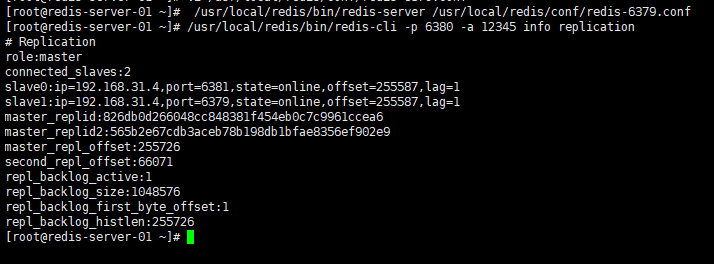 [root@redis-server-01 ~]#  /usr/local/redis/bin/redis-server /usr/local/redis/conf/redis-6379.conf
[root@redis-server-01 ~]# /usr/local/redis/bin/redis-cli -p 6380 -a 12345 info replication
# Replication
role:master
connected_slaves:2
slave0:ip=192.168.31.4,port=6381,state=online,offset=255587,lag=1
slave1:ip=192.168.31.4,port=6379,state=online,offset=255587,lag=1
master_replid:826db0d266048cc848381f454eb0c7c9961ccea6
master_replid2:565b2e67cdb3aceb78b198db1bfae8356ef902e9
master_repl_offset:255726
second_repl_offset:66071
repl_backlog_active:1
repl_backlog_size:1048576
repl_backlog_first_byte_offset:1
repl_backlog_histlen:255726
[root@redis-server-01 ~]#